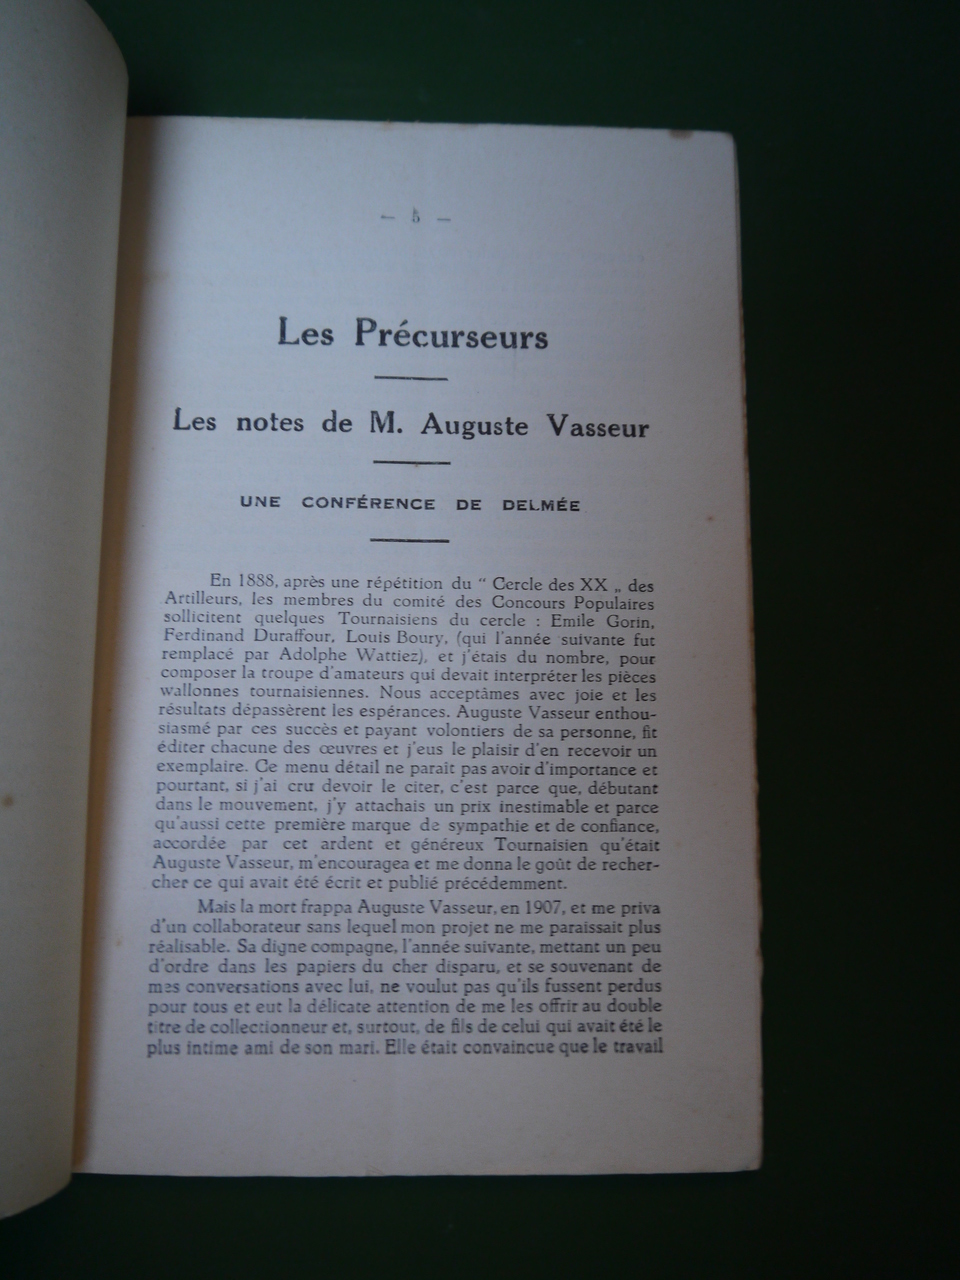 — 5 —
Les Précurseurs
Les notes de M. Auguste Vasseur
UNE CONFÉRENCE DE DELMÉE
En 1888, après une répétition du “ Cercle des XX „ des
Artilleurs, les membres du comité des Concours Populaires
sollicitent quelques Tournaisiens du cercle : Emile Gorin,
Ferdinand Duraffour, Louis Boury, (qui l'année suivante fut
remplacé par Adolphe Wattiez), et j'étais du nombre, pour
composer la troupe d'amateurs qui devait interpréter les pièces
wallonnes tournaisiennes. Nous acceptâmes avec joie et les
résultats dépassèrent les espérances. Auguste Vasseur enthou-
siasmé par ces succès et payant volontiers de sa personne, fit
éditer chacune des œuvres et j'eus le plaisir d'en recevoir un
exemplaire. Ce menu détail ne paraît pas avoir d'importance et
pourtant, si j'ai cru devoir le citer, c'est parce que, débutant
dans le mouvement, j'y attachais un prix inestimable et parce
qu'aussi cette première marque de sympathie et de confiance,
accordée par cet ardent et généreux Tournaisien qu'était
Auguste Vasseur, m'encouragea et me donna le goût de recher-
cher ce qui avait été écrit et publié précédemment.
Mais la mort frappa Auguste Vasseur, en 1907, et me priva
d'un collaborateur sans lequel mon projet ne me paraissait plus
réalisable. Sa digne compagne, l'année suivante, mettant un peu
d'ordre dans les papiers du cher disparu, et se souvenant de
mes conversations avec lui, ne voulut pas qu'ils fussent perdus
pour tous et eut la délicate attention de me les offrir au double
titre de collectionneur et, surtout, de fils de celui qui avait été le
plus intime ami de son mari. Elle était convaincue que le travail